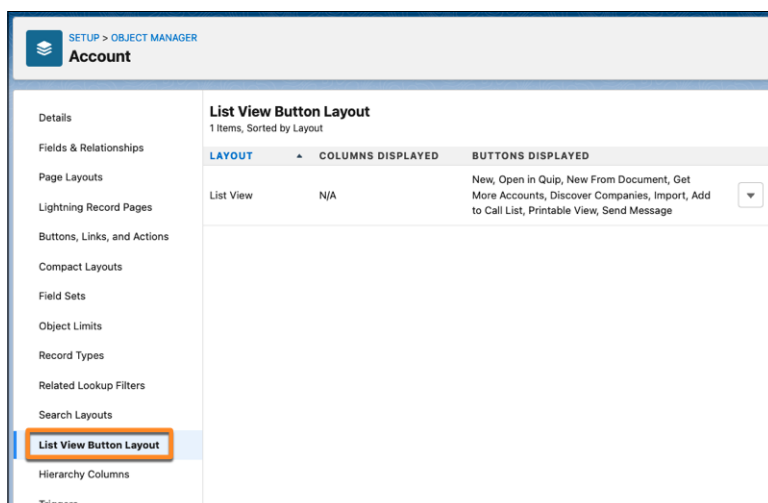 SETUP > OBJECT MANAGER
Account
Details
Fields & Relationships
Page Layouts
Lightning Record Pages
Buttons, Links, and Actions
Compact Layouts
Field Sets
Object Limits
Record Types
Related Lookup Filters
Search Layouts
List View Button Layout
Hierarchy Columns
List View Button Layout
1 Items, Sorted by Layout
LAYOUT COLUMNS DISPLAYED BUTTONS DISPLAYED
List View N/A New, Open in Quip, New From Document, Get
More Accounts, Discover Companies, Import, Add
to Call List, Printable View, Send Message